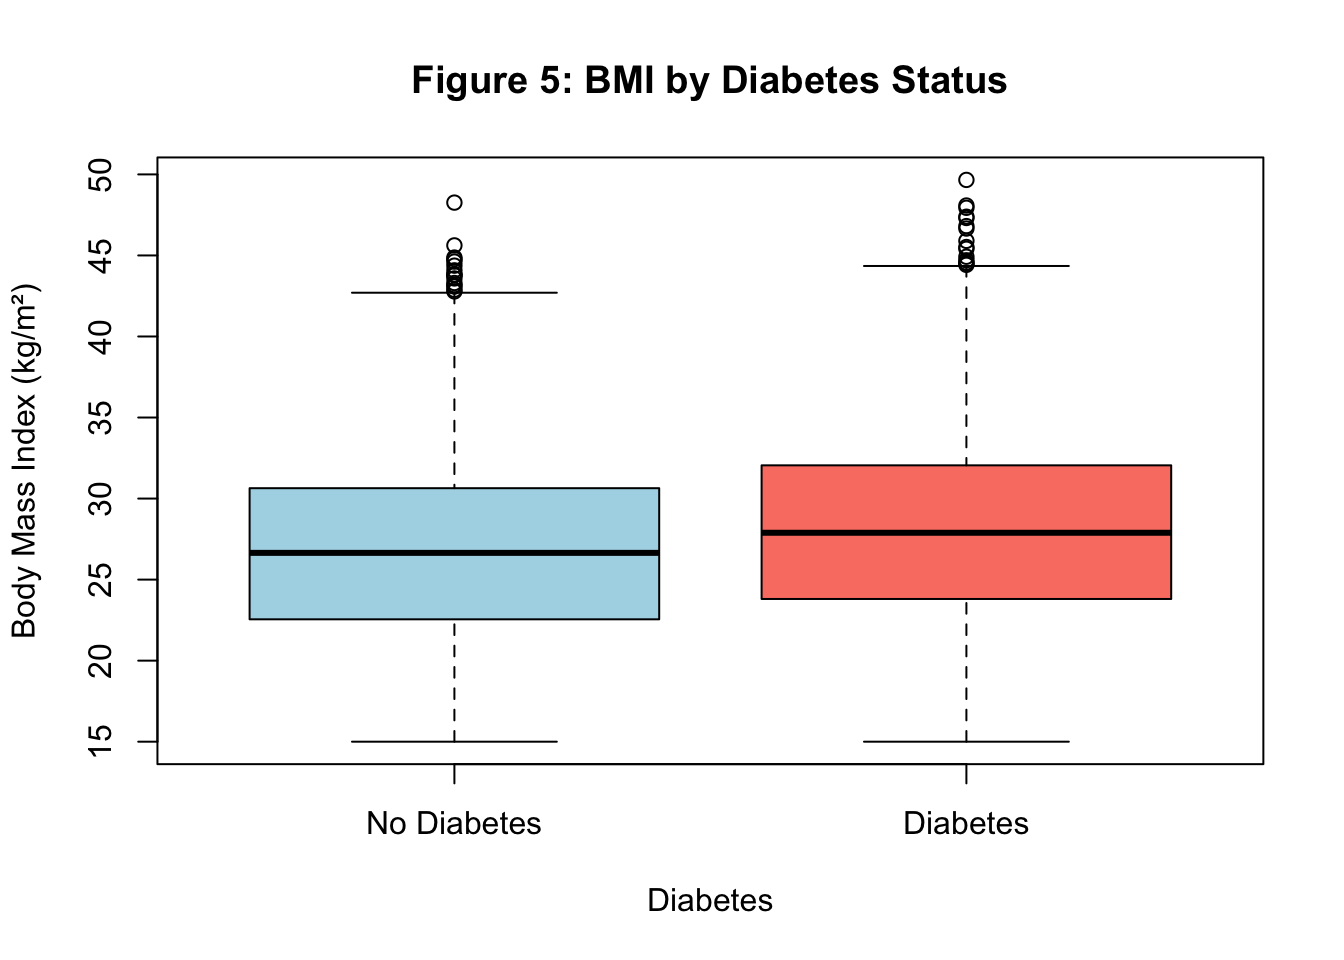 Figure 5: BMI by Diabetes Status
Body Mass Index (kg/m²)
50
45
40
35
30
25
20
15
No Diabetes
Diabetes
Diabetes